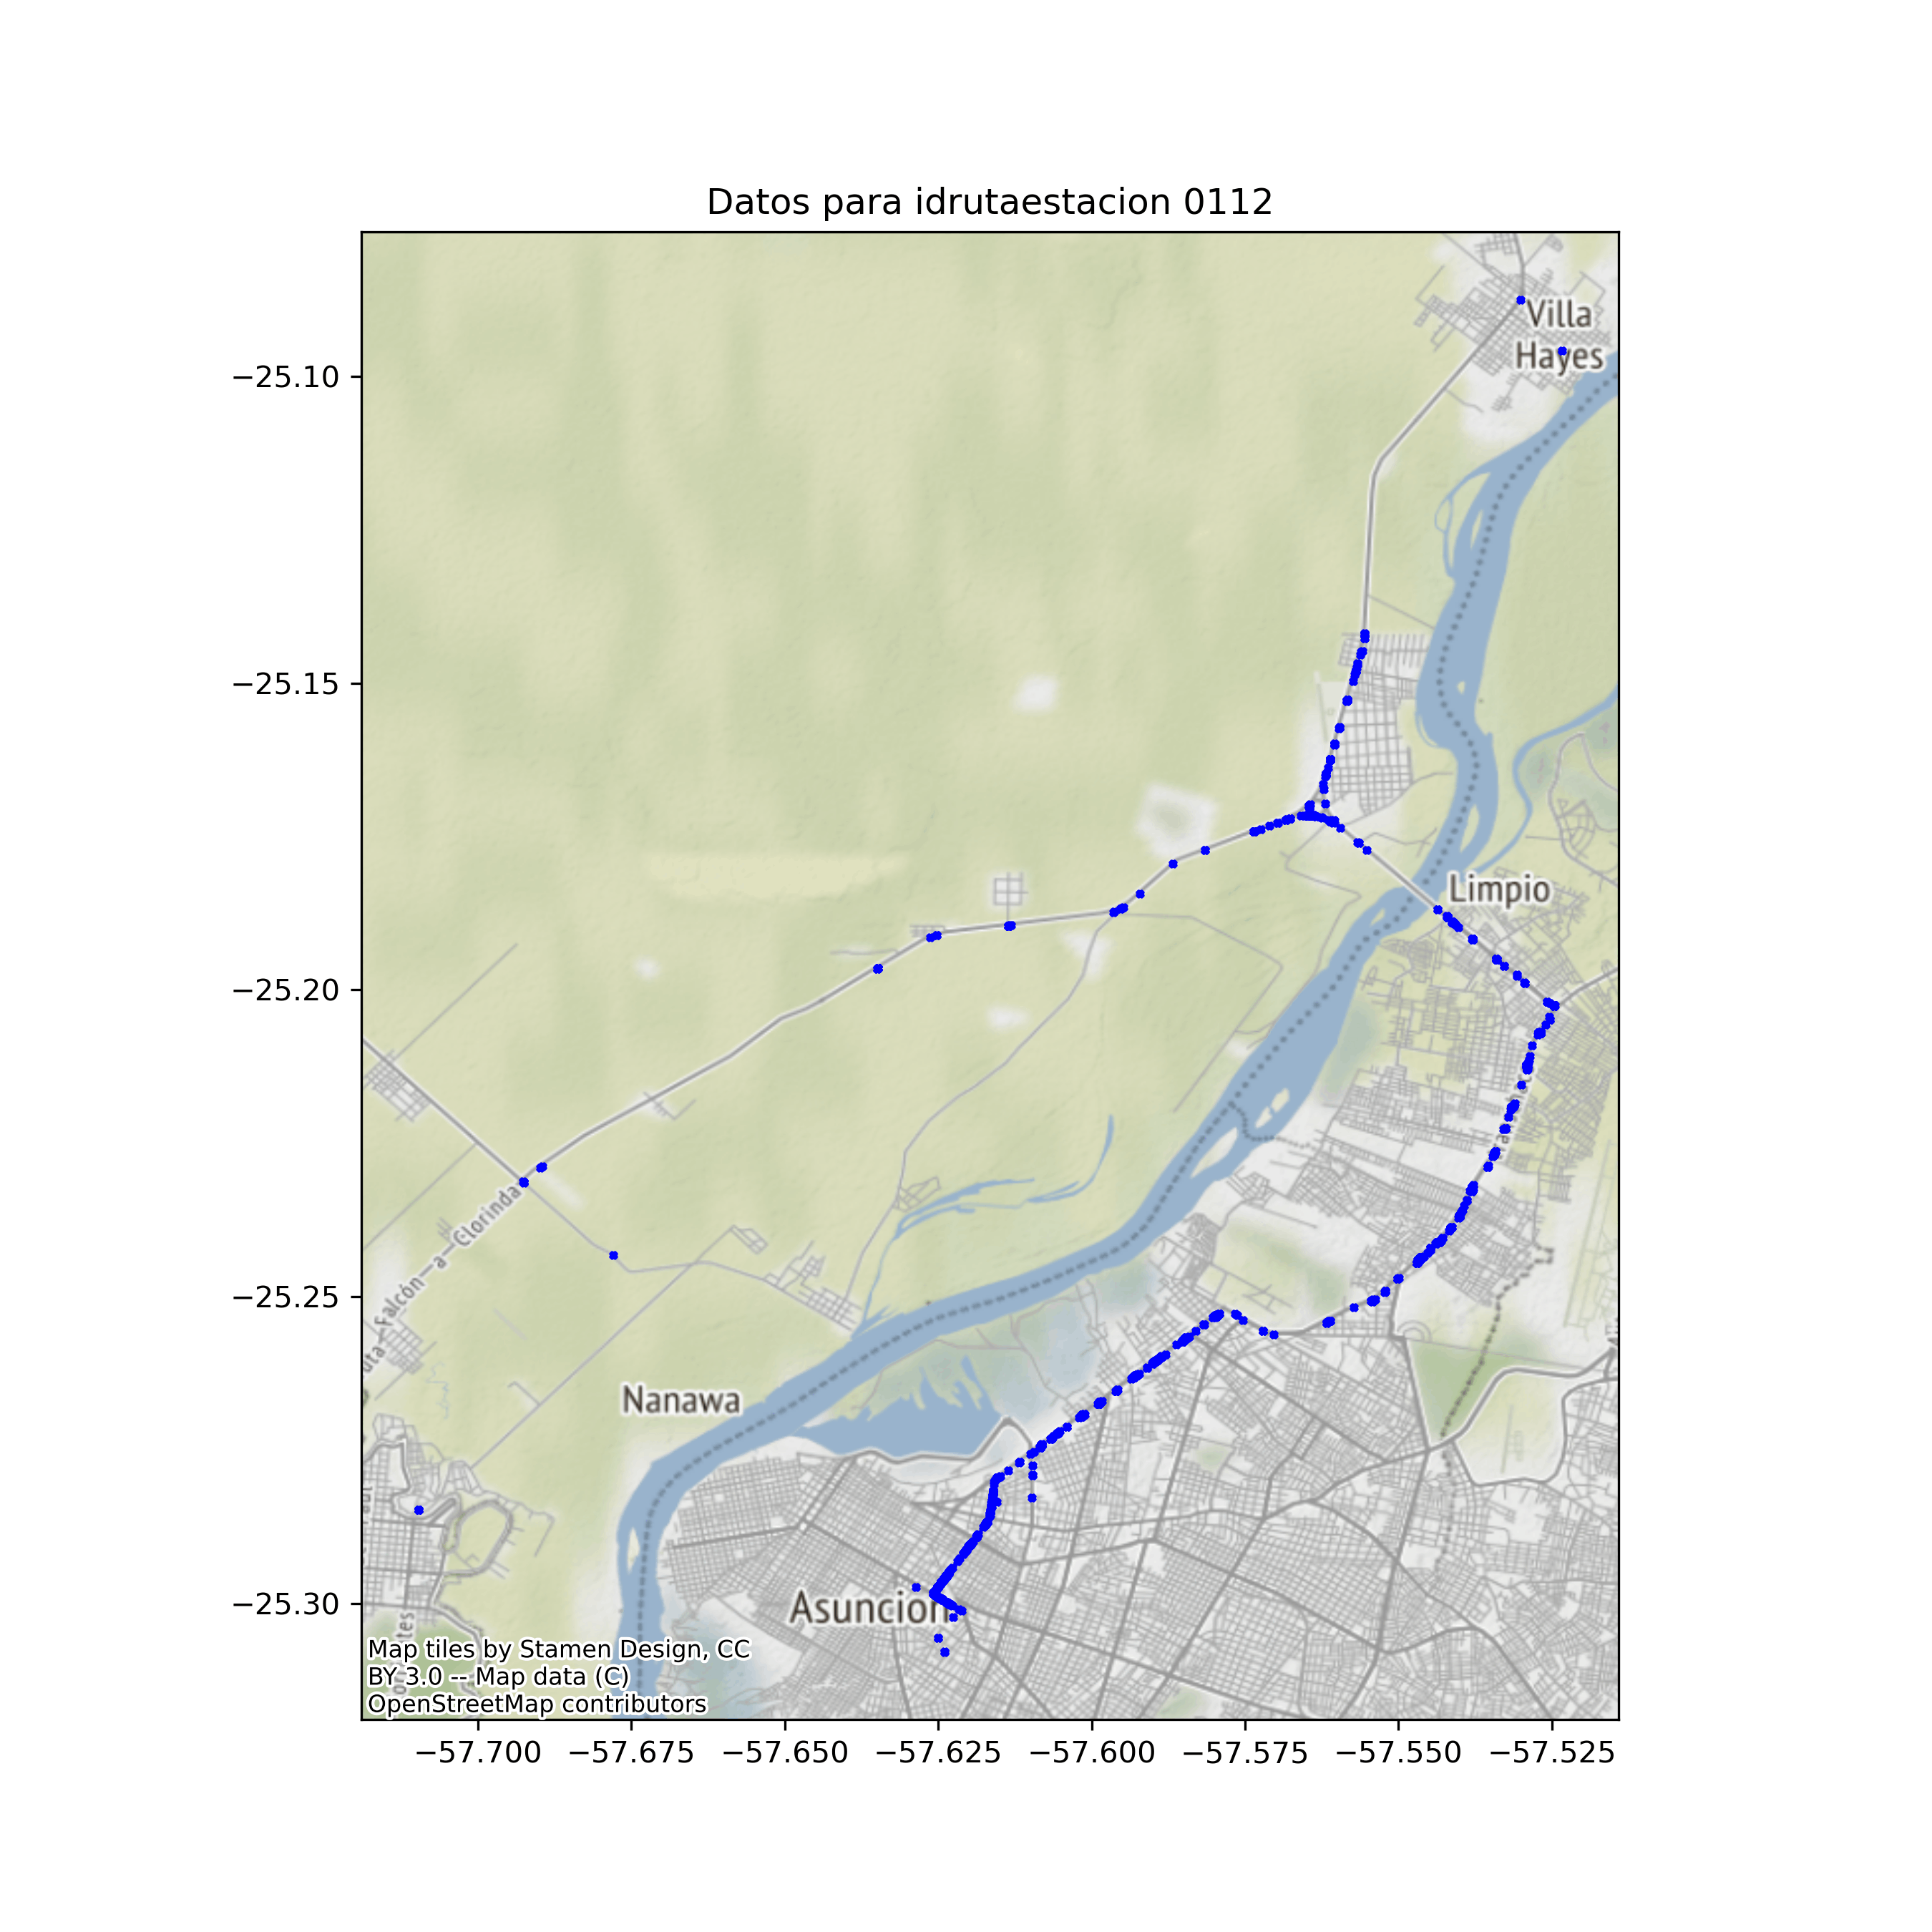 Datos para idrutaestacion 0112
Villa
Hayes
−25.10
−25.15
Limpio
−25.20
uta—Falcón—a—Clorinda
−25.25
Nanawa
−25.30
Asuncion
Map tiles by Stamen Design, CC
BY 3.0 -- Map data (C)
OpenStreetMap contributors
−57.700 −57.675 −57.650 −57.625 −57.600 −57.575 −57.550 −57.525